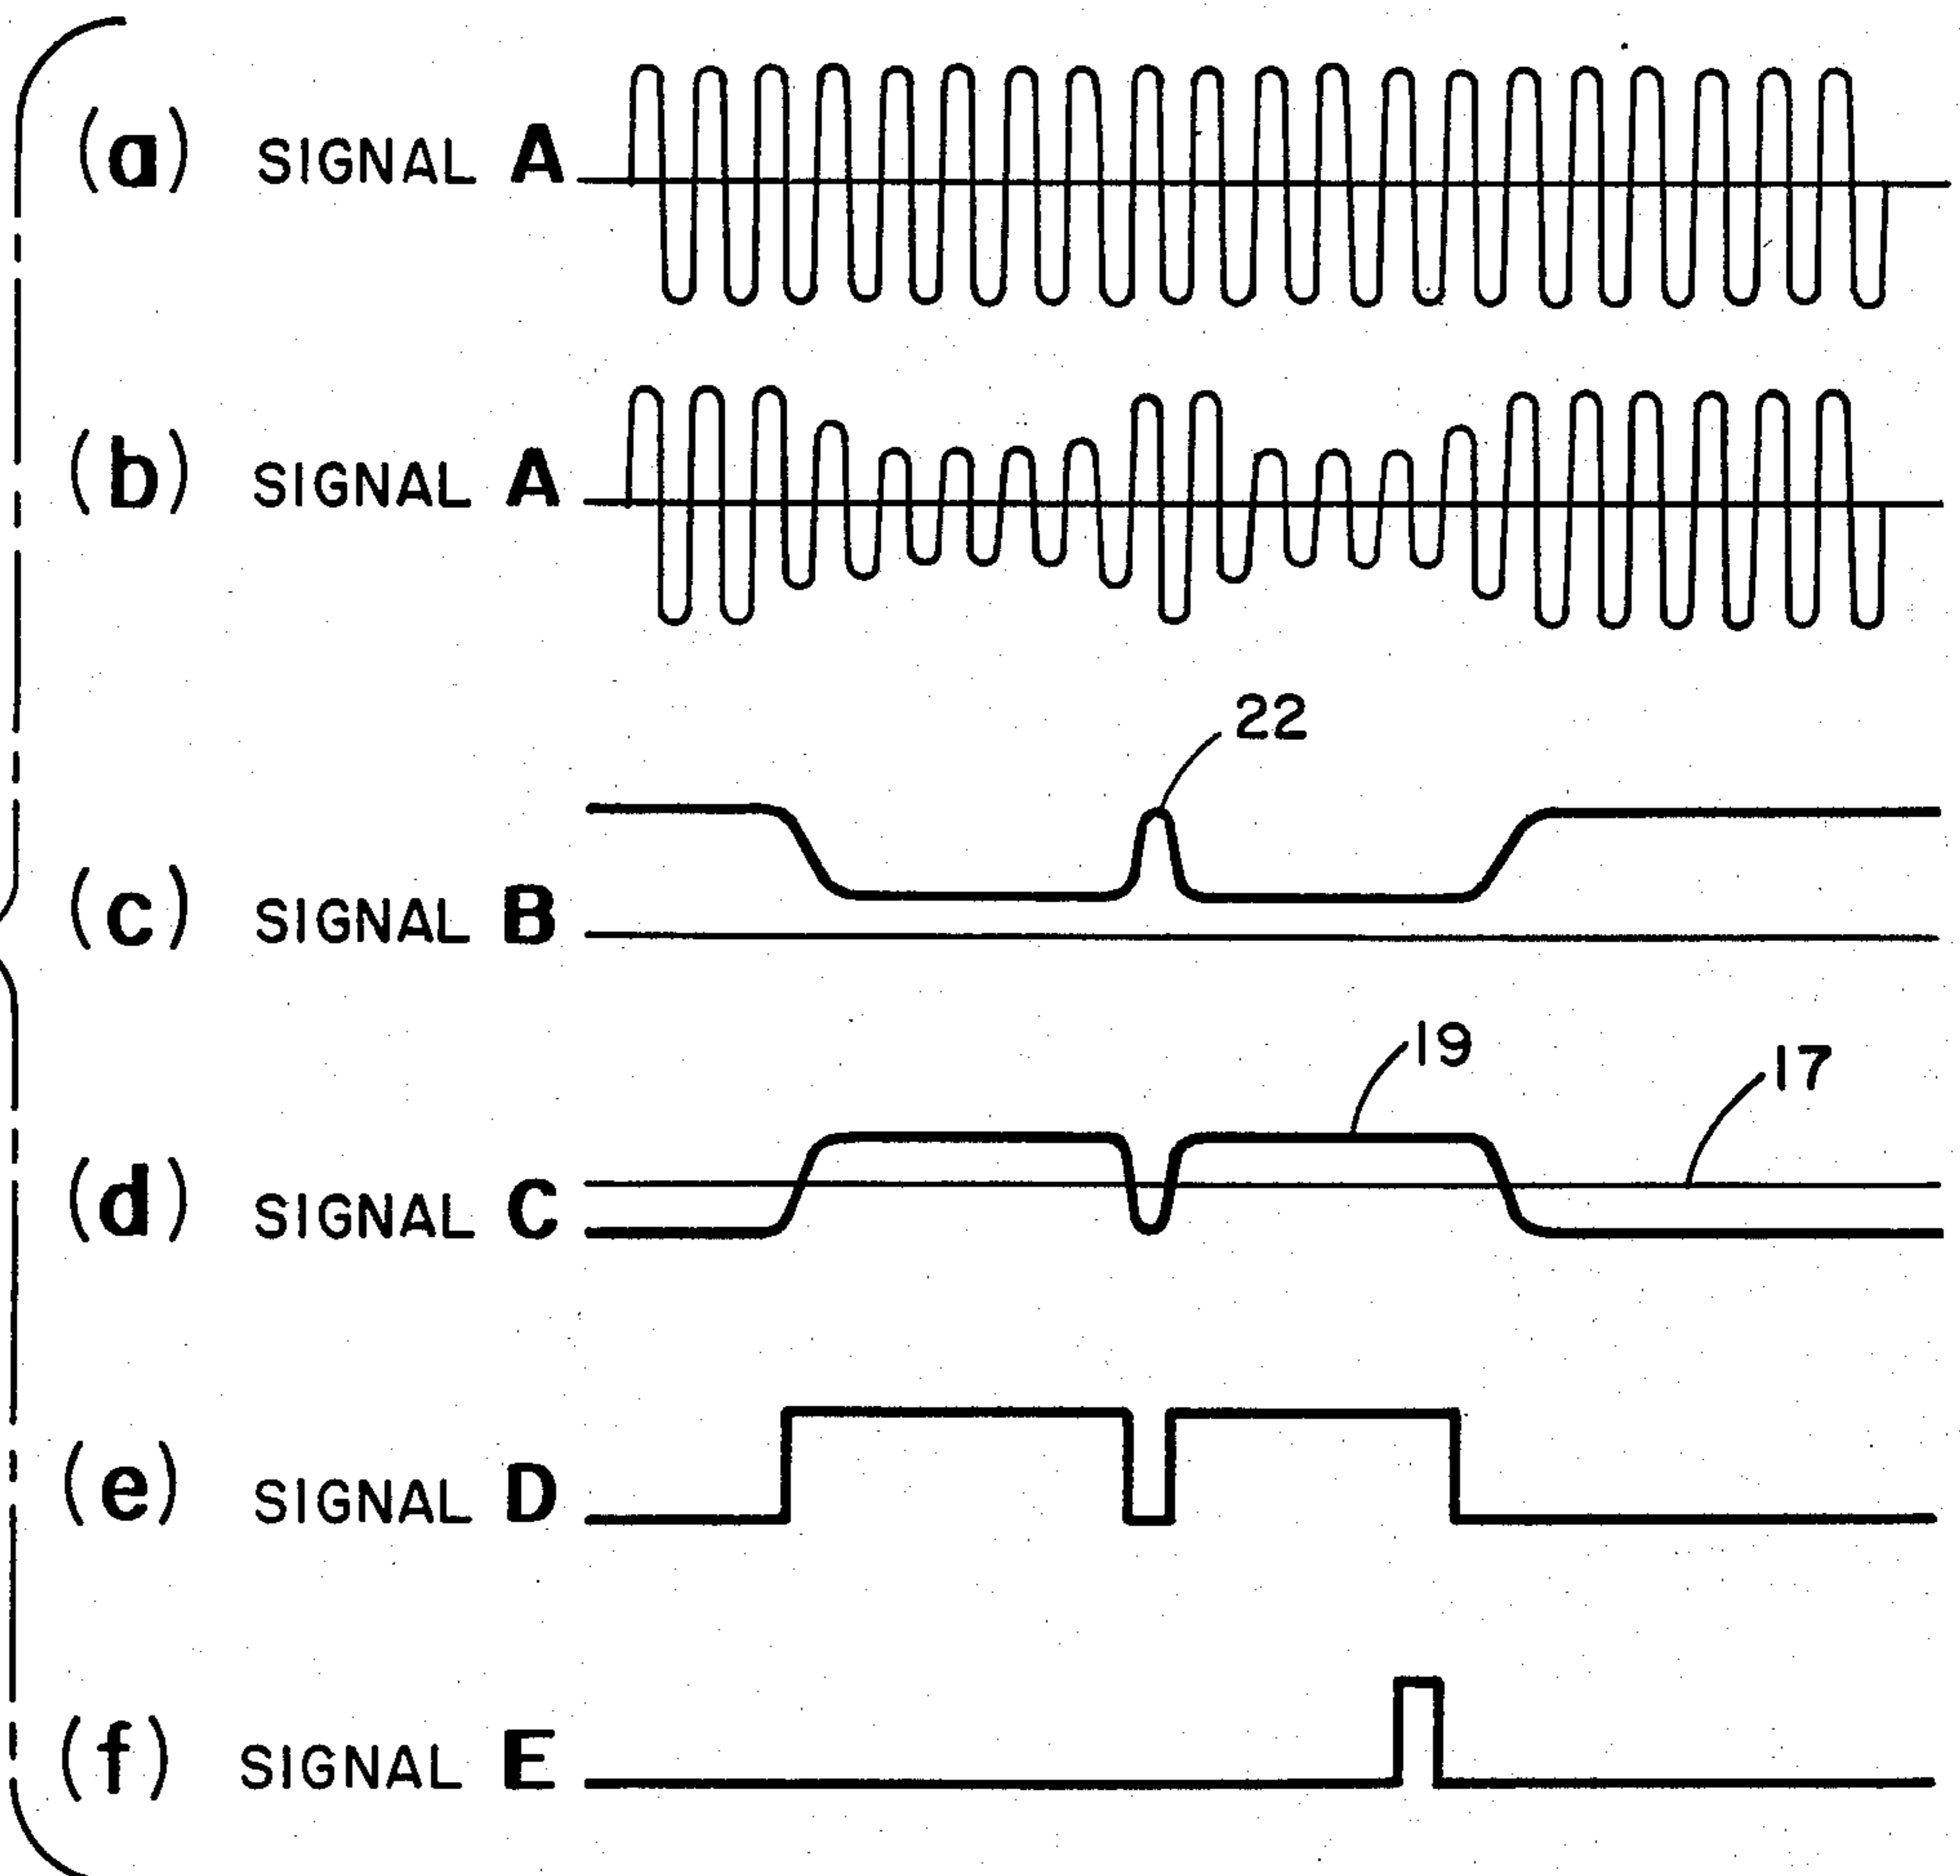 (a) SIGNAL A
(b) SIGNAL A
22
(c) SIGNAL B
19
17
(d) SIGNAL C
(e) SIGNAL D
(f) SIGNAL E